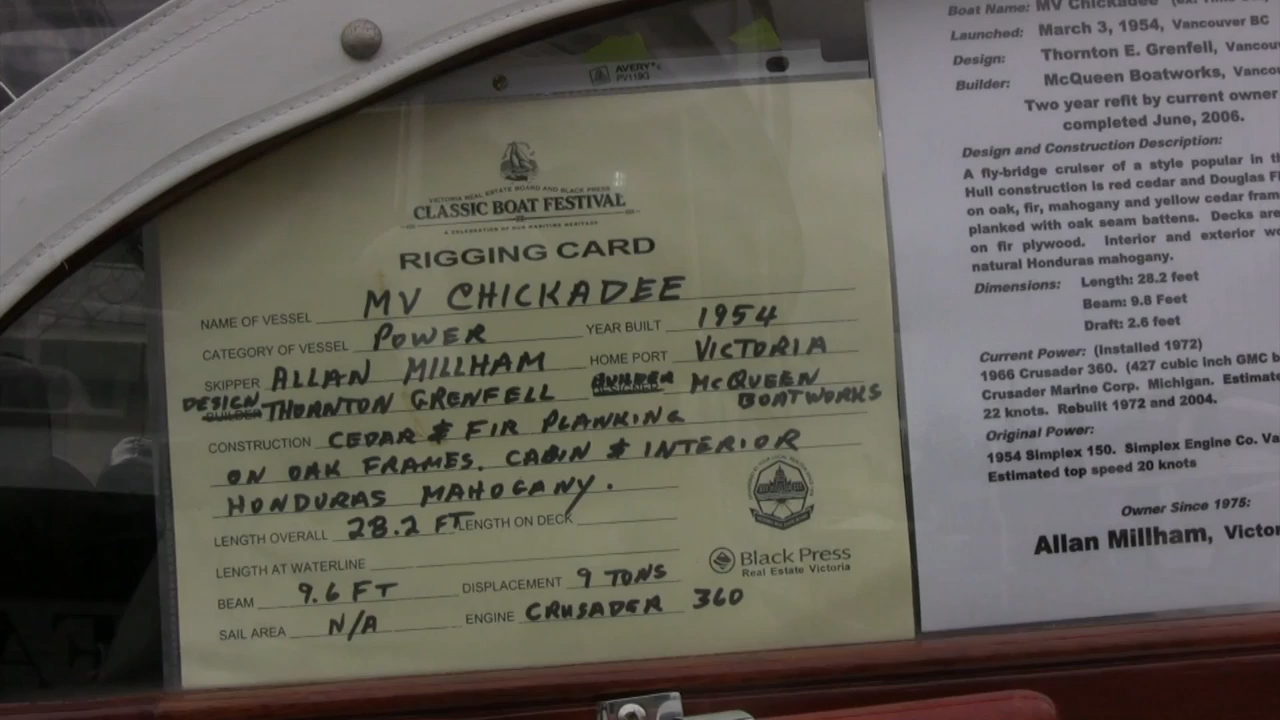 AVERY
PV119G
VICTORIA REAL ESTATE BOARD AND BLACK PRESS
CLASSIC BOAT FESTIVAL
A CELEBRATION OF OUR MARITIME HERITAGE
RIGGING CARD
NAME OF VESSEL MV CHICKADEE
CATEGORY OF VESSEL POWER YEAR BUILT 1954
SKIPPER ALLAN MILLHAM HOME PORT VICTORIA
DESIGN THORNTON GRENFELL BUILDER McQUEEN
BOATWORKS
CONSTRUCTION CEDAR & FIR PLANKING
ON OAK FRAMES. CABIN & INTERIOR
HONDURAS MAHOGANY.
LENGTH OVERALL 28.2 FT LENGTH ON DECK
LENGTH AT WATERLINE
BEAM 9.6 FT DISPLACEMENT 9 TONS
SAIL AREA N/A ENGINE CRUSADER 360
Black Press
Real Estate Victoria
Boat Name: MV Chickadee
Launched: March 3, 1954, Vancouver BC
Design: Thornton E. Grenfell, Vancou
Builder: McQueen Boatworks, Vanco
Two year refit by current owner
completed June, 2006.
Design and Construction Description:
A fly-bridge cruiser of a style popular in th
Hull construction is red cedar and Douglas F
on oak, fir, mahogany and yellow cedar fram
planked with oak seam battens. Decks are
on fir plywood. Interior and exterior wo
natural Honduras mahogany.
Dimensions: Length: 28.2 feet
Beam: 9.8 Feet
Draft: 2.6 feet
Current Power: (Installed 1972)
1966 Crusader 360. (427 cubic inch GMC b
Crusader Marine Corp. Michigan. Estimate
22 knots. Rebuilt 1972 and 2004.
Original Power:
1954 Simplex 150. Simplex Engine Co. Va
Estimated top speed 20 knots
Owner Since 1975:
Allan Millham, Victor